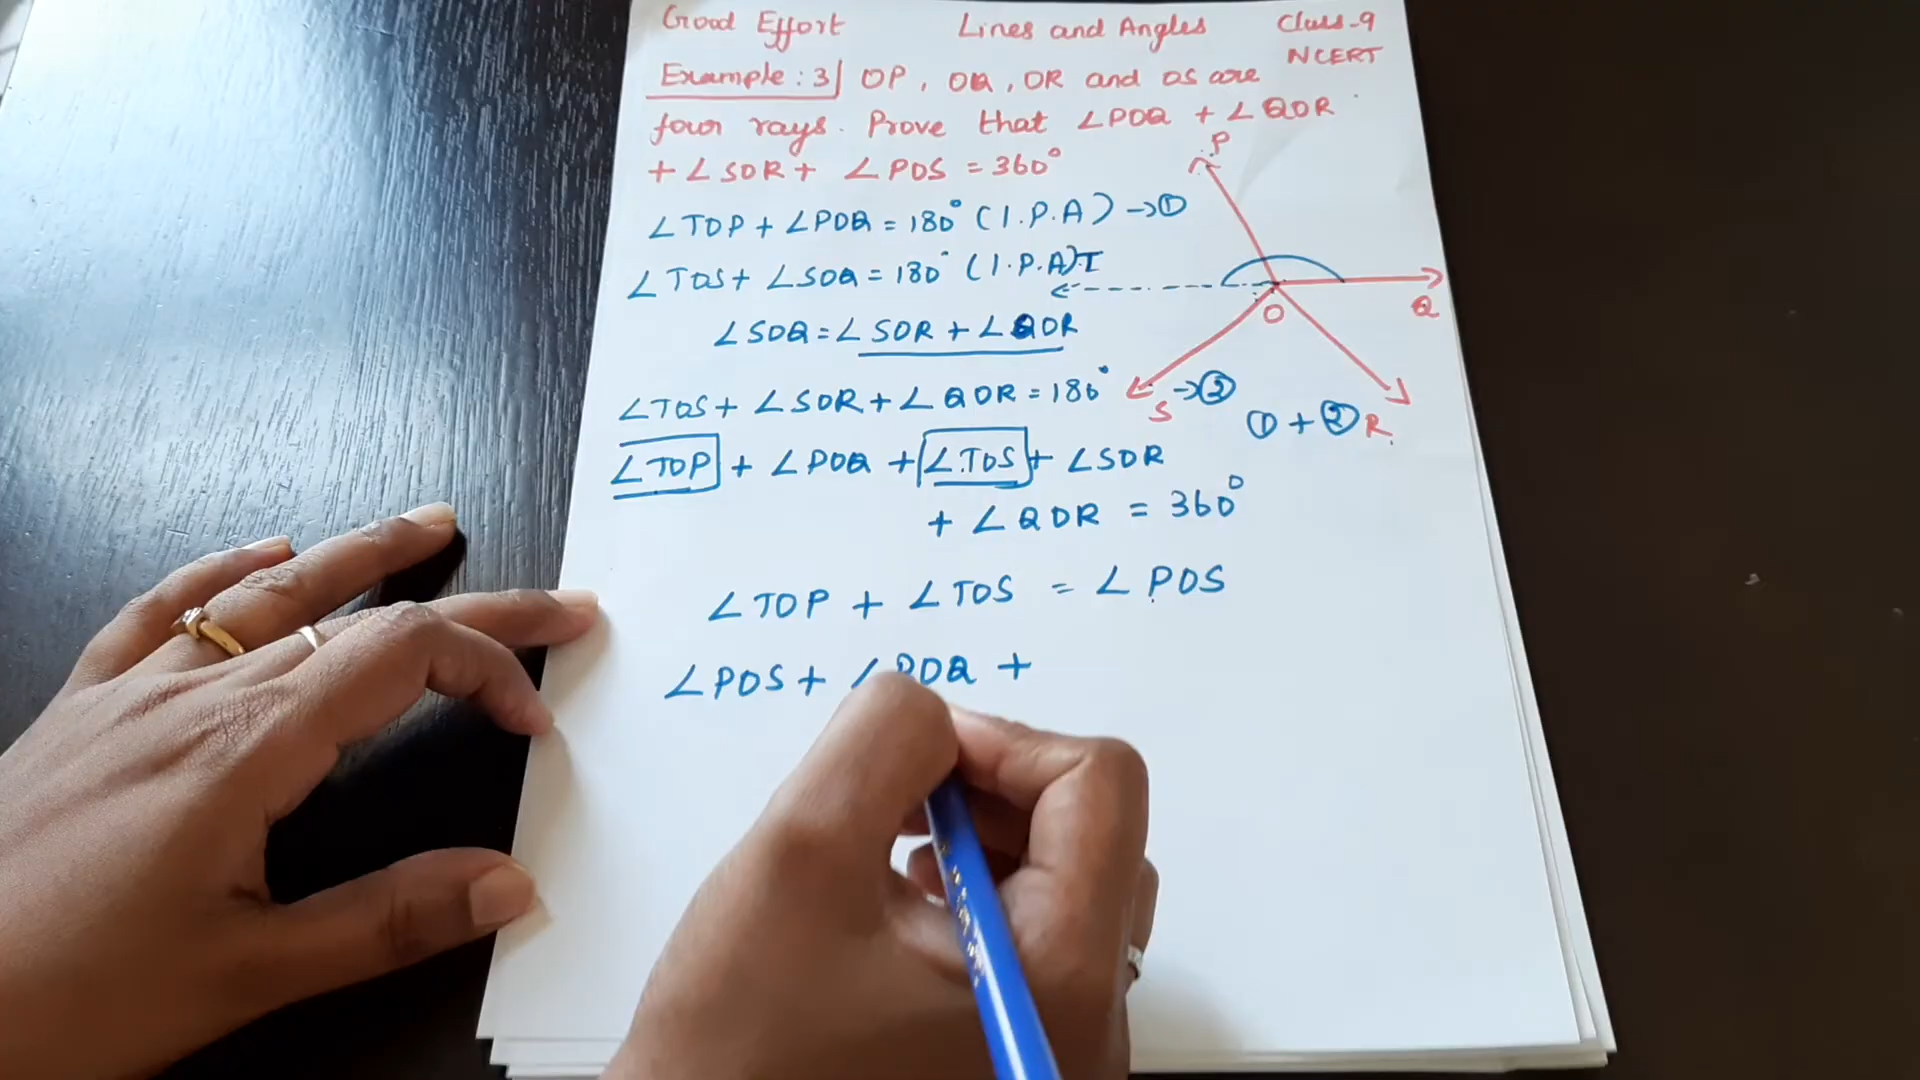 Good Effort Lines and Angles Class-9
NCERT
Example: 3 OP, OQ, OR and OS are
four rays. Prove that ∠POQ + ∠QOR
+ ∠SOR + ∠POS = 360°
P
∠TOP + ∠POQ = 180° (L.P.A) → ①
∠TOS + ∠SOQ = 180° (L.P.A) T
Q
O
∠SOQ = ∠SOR + ∠QOR
∠TOS + ∠SOR + ∠QOR = 180° → ②
S
① + ② R
∠TOP + ∠POQ + ∠TOS + ∠SOR
+ ∠QOR = 360°
∠TOP + ∠TOS = ∠POS
∠POS + ∠POQ +